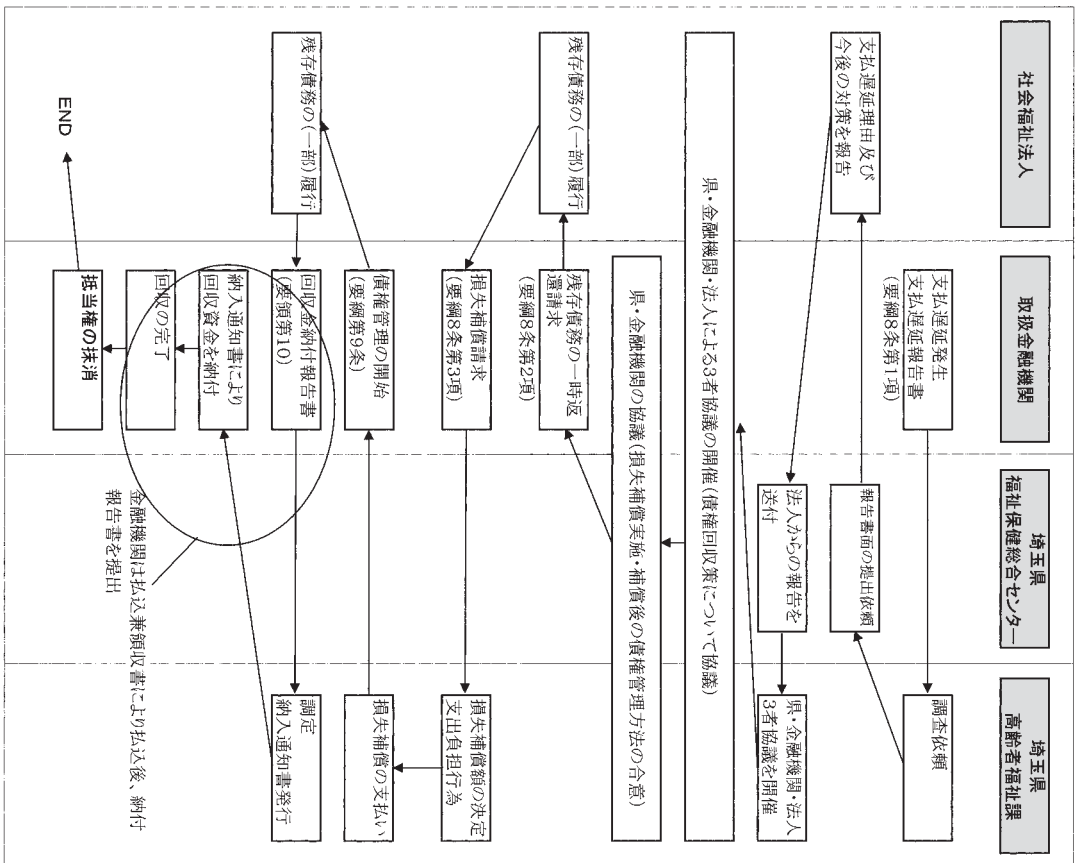 社会福祉法人
取扱金融機関
埼玉県
福祉保健総合センター
埼玉県
高齢者福祉課
支払遅延発生
支払遅延報告書
(要綱8条第1項)
調査依頼
報告書面の提出依頼
支払遅延理由及び
今後の対策を報告
法人からの報告を
送付
県・金融機関・法人
3者協議を開催
県・金融機関・法人による3者協議の開催(債権回収策について協議)
県・金融機関の協議(損失補償実施・補償後の債権管理方法の合意)
残存債務の一時返
還請求
(要綱8条第2項)
残存債務の(一部)履行
損失補償請求
(要綱8条第3項)
損失補償額の決定
支出負担行為
損失補償の支払い
債権管理の開始
(要綱第9条)
残存債務の(一部)履行
回収金納付報告書
(要領第10)
調定
納入通知書発行
納入通知書により
回収資金を納付
回収の完了
抵当権の抹消
END
金融機関は払込兼領収書により払込後、納付
報告書を提出